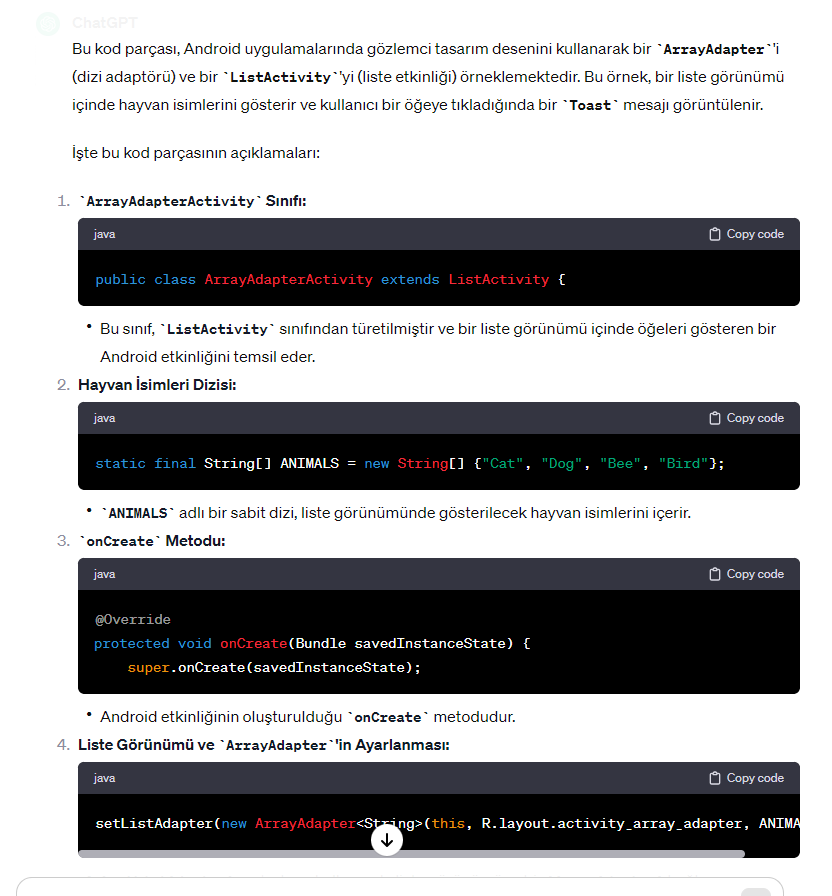 ChatGPT
Bu kod parçası, Android uygulamalarında gözlemci tasarım desenini kullanarak bir `ArrayAdapter`'i
(dizi adaptörü) ve bir `ListActivity`'yi (liste etkinliği) örneklemektedir. Bu örnek, bir liste görünümü
içinde hayvan isimlerini gösterir ve kullanıcı bir öğeye tıkladığında bir `Toast` mesajı görüntülenir.
İşte bu kod parçasının açıklamaları:
1. `ArrayAdapterActivity` Sınıfı:
java Copy code
public class ArrayAdapterActivity extends ListActivity {
• Bu sınıf, `ListActivity` sınıfından türetilmiştir ve bir liste görünümü içinde öğeleri gösteren bir
Android etkinliğini temsil eder.
2. Hayvan İsimleri Dizisi:
java Copy code
static final String[] ANIMALS = new String[] {"Cat", "Dog", "Bee", "Bird"};
• `ANIMALS` adlı bir sabit dizi, liste görünümünde gösterilecek hayvan isimlerini içerir.
3. `onCreate` Metodu:
java Copy code
@Override
protected void onCreate(Bundle savedInstanceState) {
super.onCreate(savedInstanceState);
• Android etkinliğinin oluşturulduğu `onCreate` metodudur.
4. Liste Görünümü ve `ArrayAdapter`'in Ayarlanması:
java Copy code
setListAdapter(new ArrayAdapter<String>(this, R.layout.activity_array_adapter, ANIMA